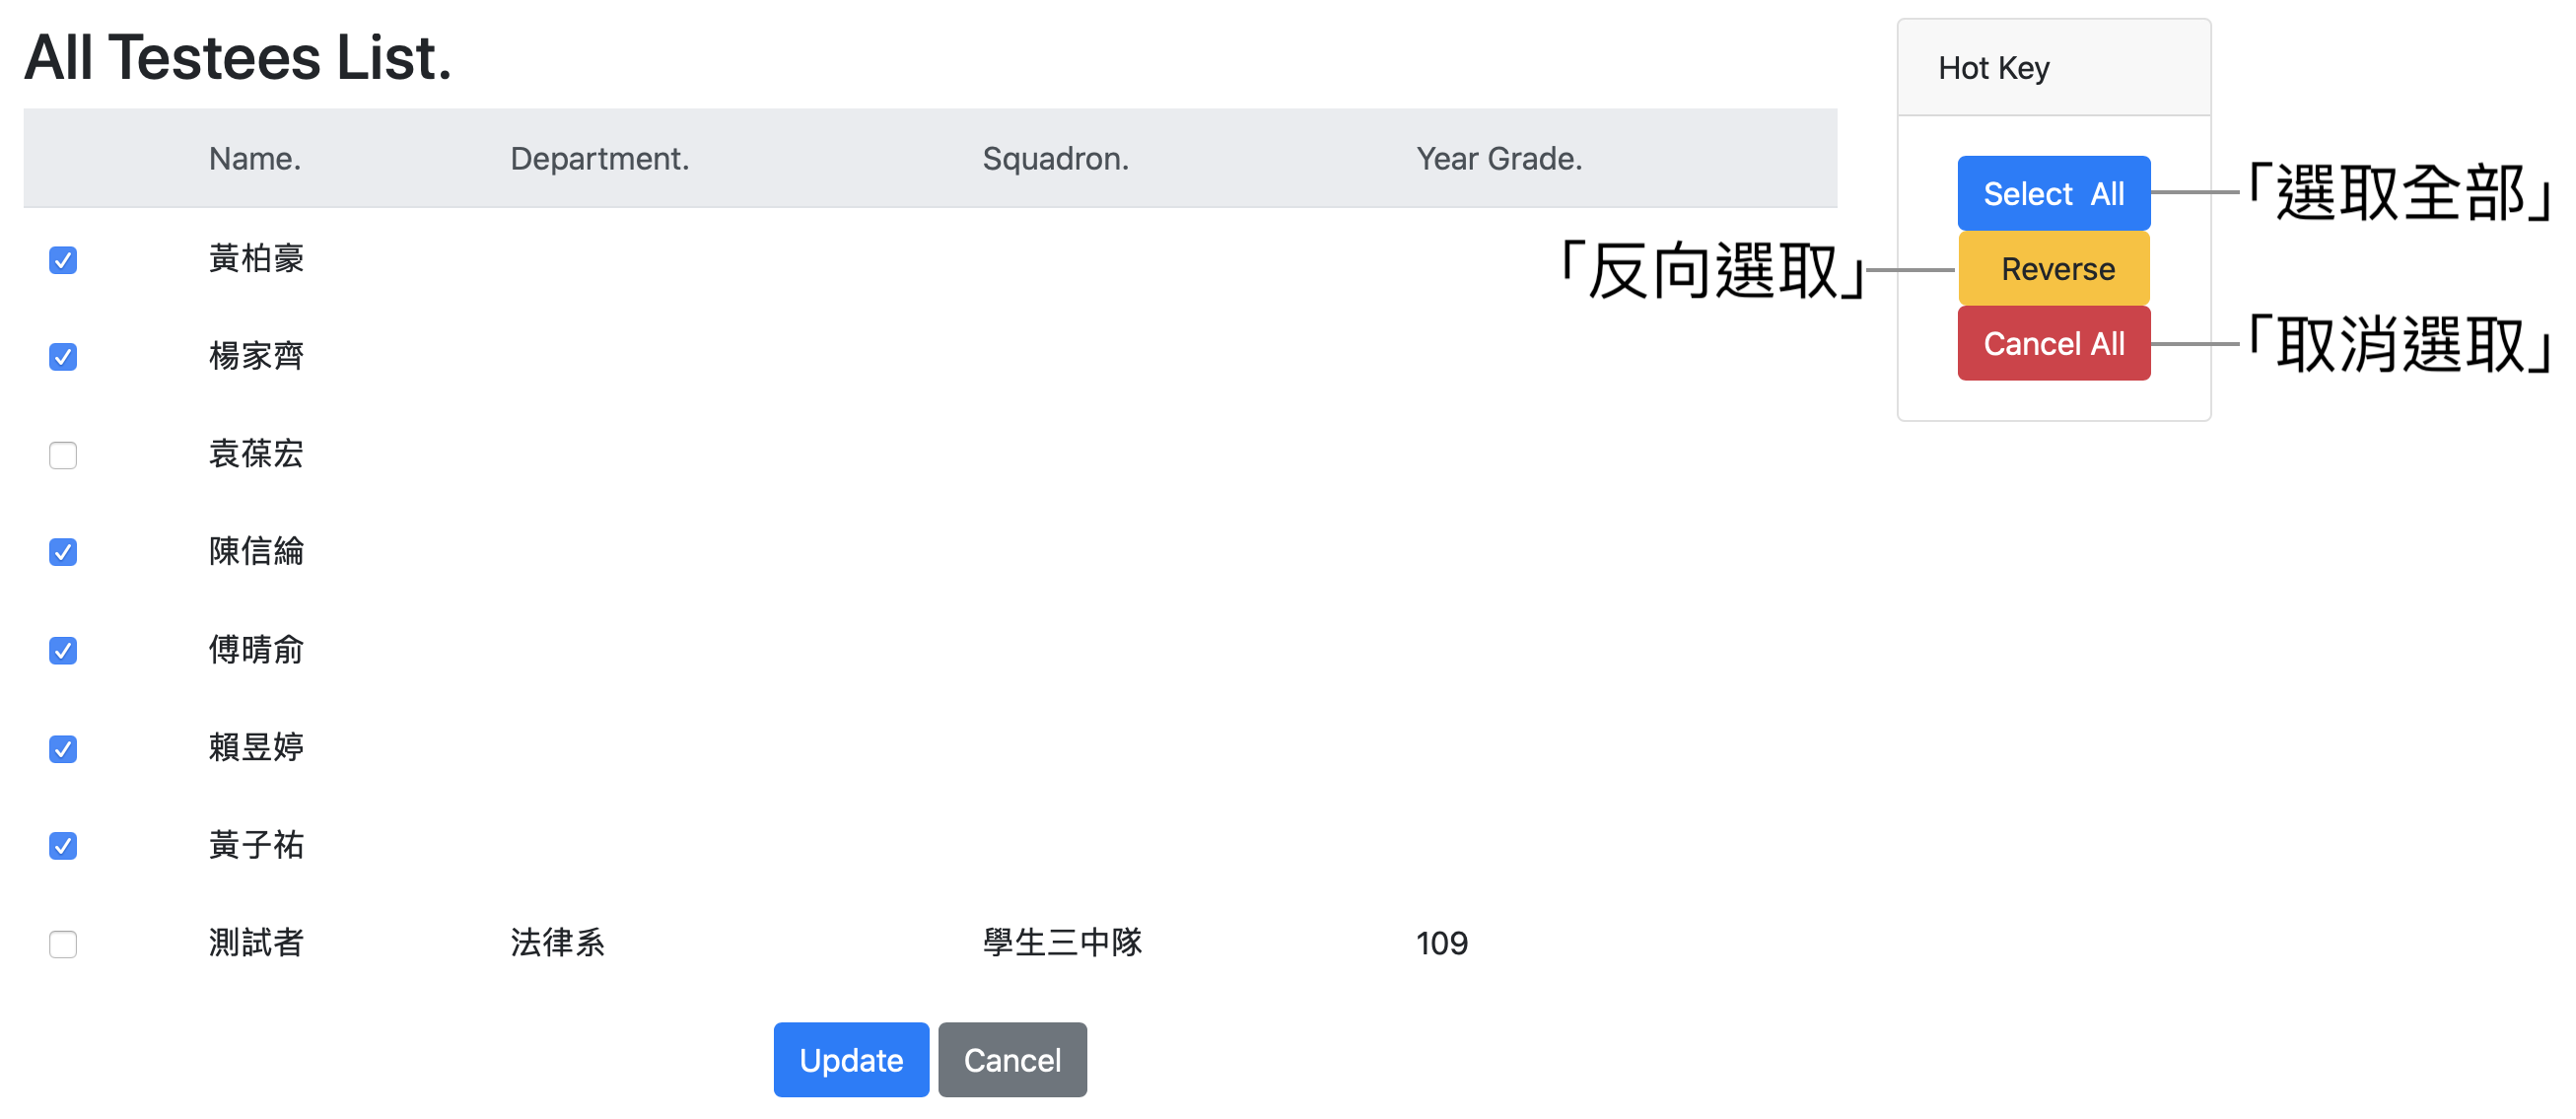 All Testees List.
Name. Department. Squadron. Year Grade.
黃柏豪
楊家齊
袁葆宏
陳信綸
傅晴俞
賴昱婷
黃子祐
測試者 法律系 學生三中隊 109
Update Cancel
Hot Key
Select All 「選取全部」
「反向選取」 Reverse
Cancel All 「取消選取」